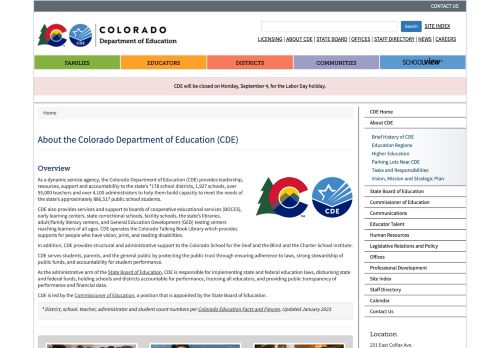 CONTACT US
COLORADO
Department of Education
CDE
Search
SITE INDEX
LICENSING | ABOUT CDE | STATE BOARD | OFFICES | STAFF DIRECTORY | NEWS | CAREERS
FAMILIES
EDUCATORS
DISTRICTS
COMMUNITIES
SCHOOLVIEW
CDE will be closed on Monday, September 4, for the Labor Day holiday.
Home
About the Colorado Department of Education (CDE)
Overview
As a dynamic service agency, the Colorado Department of Education (CDE) provides leadership,
resources, support and accountability to the state's *178 school districts, 1,927 schools, over
55,000 teachers and over 4,100 administrators to help them build capacity to meet the needs of
the state's approximately 886,517 public school students.
CDE also provides services and support to boards of cooperative educational services (BOCES),
early learning centers, state correctional schools, facility schools, the state's libraries,
adult/family literacy centers, and General Education Development (GED) testing centers
reaching learners of all ages. CDE operates the Colorado Talking Book Library which provides
supports for people who have vision, print, and reading disabilities.
CDE
In addition, CDE provides structural and administrative support to the Colorado School for the Deaf and the Blind and the Charter School Institute.
CDE serves students, parents, and the general public by protecting the public trust through ensuring adherence to laws, strong stewardship of
public funds, and accountability for student performance.
As the administrative arm of the State Board of Education, CDE is responsible for implementing state and federal education laws, disbursing state
and federal funds, holding schools and districts accountable for performance, licensing all educators, and providing public transparency of
performance and financial data.
CDE is led by the Commissioner of Education, a position that is appointed by the State Board of Education.
* District, school, teacher, administrator and student count numbers per Colorado Education Facts and Figures. Updated January 2023
CDE Home
About CDE
Brief History of CDE
Education Regions
Higher Education
Parking Lots Near CDE
Tasks and Responsibilities
Vision, Mission and Strategic Plan
State Board of Education
Commissioner of Education
Communications
Educator Talent
Human Resources
Legislative Relations and Policy
Offices
Professional Development
Site Index
Staff Directory
Calendar
Contact Us
Location
201 East Colfax Ave.